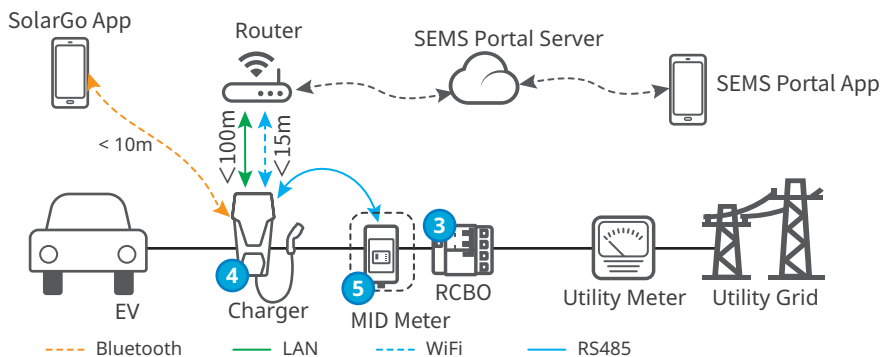 SolarGo App
Router
SEMS Portal Server
SEMS Portal App
< 10m
<100m
<15m
3
4
5
EV
Charger
MID Meter
RCBO
Utility Meter
Utility Grid
Bluetooth
LAN
WiFi
RS485